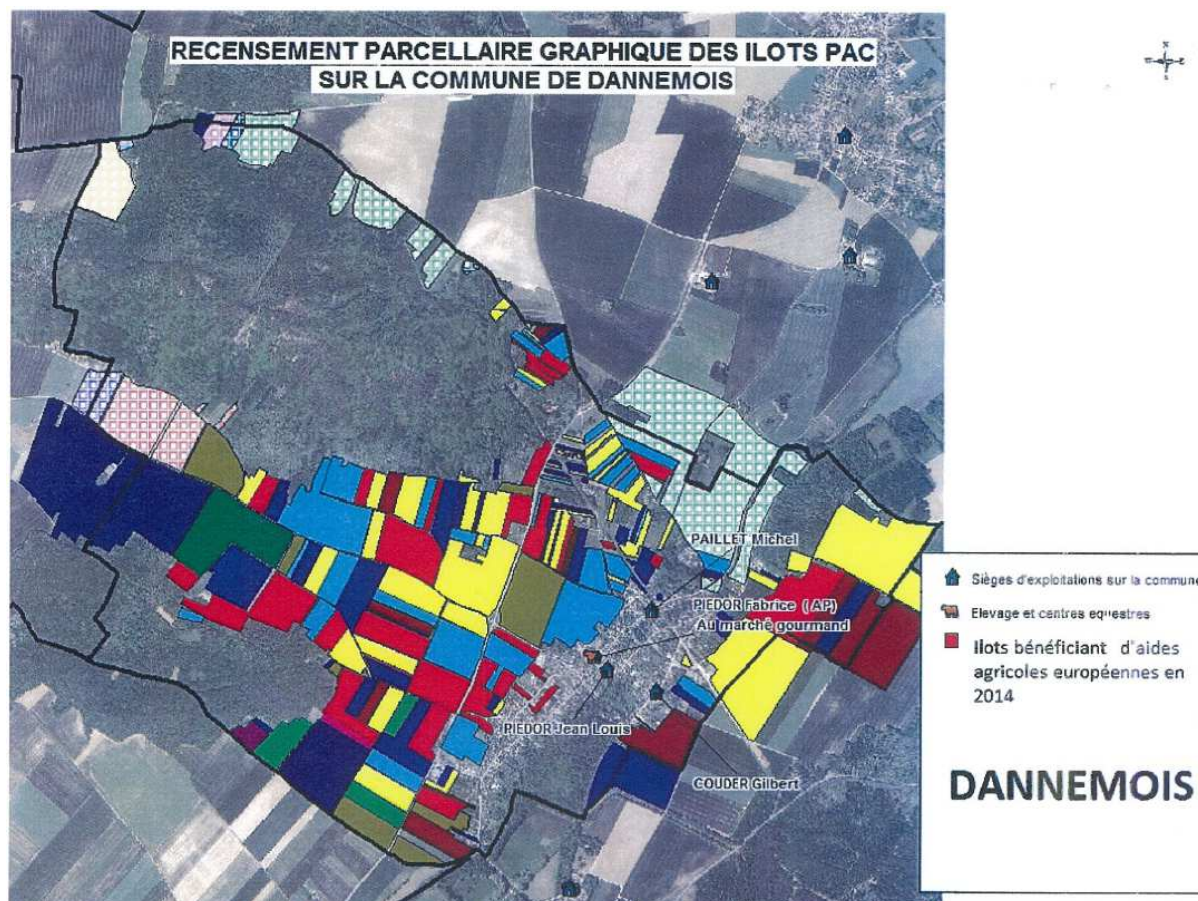 RECENSEMENT PARCELLAIRE GRAPHIQUE DES ILOTS PAC
SUR LA COMMUNE DE DANNEMOIS
PAILLET Michel
PIEDOR Fabrice (AP)
Au marché gourmand
PIEDOR Jean Louis
COUDER Gilbert
Sièges d'exploitations sur la commune
Elevage et centres equestres
Ilots bénéficiant d'aides
agricoles européennes en
2014
DANNEMOIS